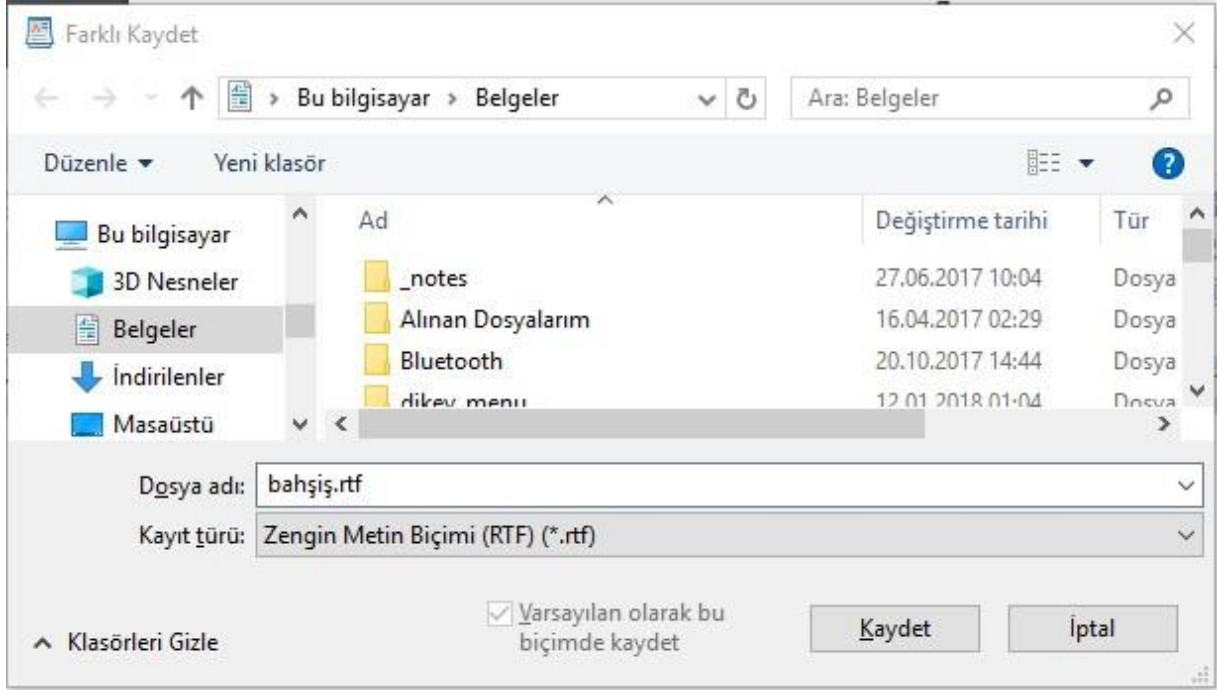 Farklı Kaydet
Bu bilgisayar > Belgeler
Ara: Belgeler
Düzenle
Yeni klasör
Bu bilgisayar
3D Nesneler
Belgeler
İndirilenler
Masaüstü
Ad Değiştirme tarihi Tür
_notes 27.06.2017 10:04 Dosya
Alınan Dosyalarım 16.04.2017 02:29 Dosya
Bluetooth 20.10.2017 14:44 Dosya
dikey_menu 12.01.2018 01:04 Dosya
Dosya adı: bahşiş.rtf
Kayıt türü: Zengin Metin Biçimi (RTF) (*.rtf)
Varsayılan olarak bu
biçimde kaydet
Kaydet
İptal
Klasörleri Gizle